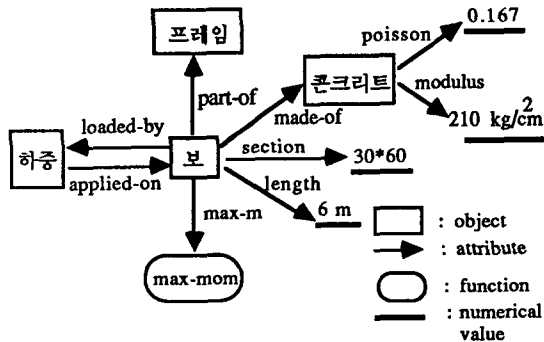 프레임
poisson
0.167
콘크리트
modulus
210 kg/cm²
part-of
made-of
loaded-by
하중
보
section
30*60
applied-on
length
6 m
max-m
max-mom
: object
: attribute
: function
: numerical
value